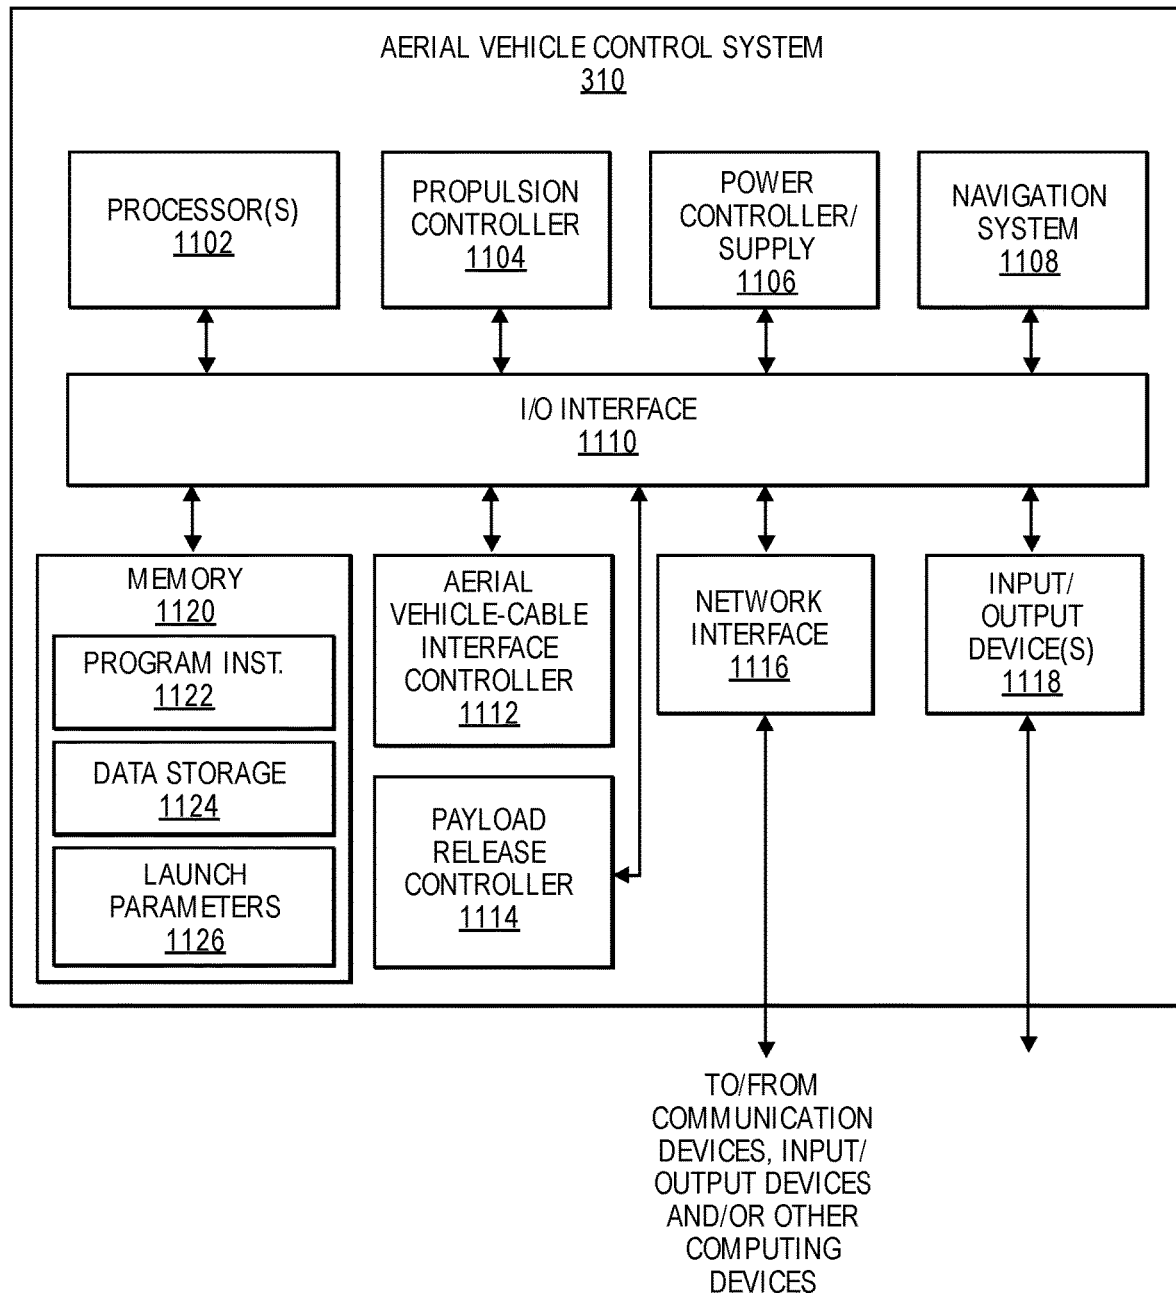 AERIAL VEHICLE CONTROL SYSTEM
310
PROCESSOR(S)
1102
PROPULSION
CONTROLLER
1104
POWER
CONTROLLER/
SUPPLY
1106
NAVIGATION
SYSTEM
1108
I/O INTERFACE
1110
MEMORY
1120
PROGRAM INST.
1122
DATA STORAGE
1124
LAUNCH
PARAMETERS
1126
AERIAL
VEHICLE-CABLE
INTERFACE
CONTROLLER
1112
PAYLOAD
RELEASE
CONTROLLER
1114
NETWORK
INTERFACE
1116
INPUT/
OUTPUT
DEVICE(S)
1118
TO/FROM
COMMUNICATION
DEVICES, INPUT/
OUTPUT DEVICES
AND/OR OTHER
COMPUTING
DEVICES